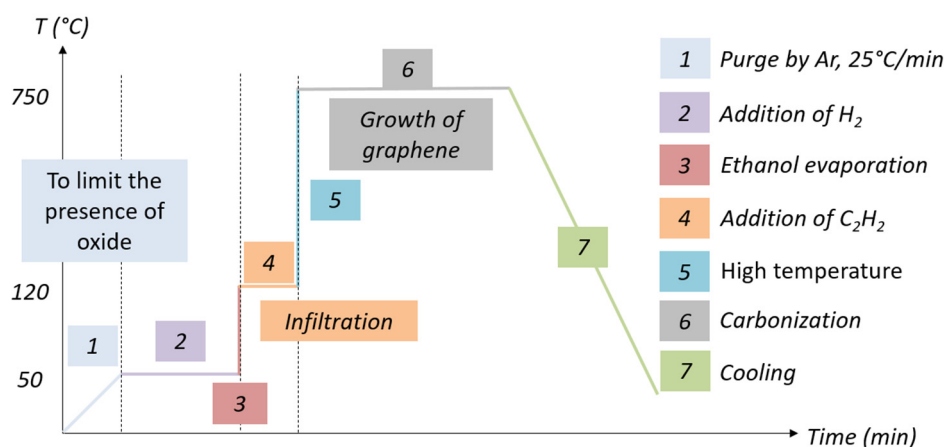 T (°C)
750
120
50
To limit the
presence of
oxide
1
2
3
4
Infiltration
5
6
Growth of
graphene
7
Time (min)
1 Purge by Ar, 25°C/min
2 Addition of H₂
3 Ethanol evaporation
4 Addition of C₂H₂
5 High temperature
6 Carbonization
7 Cooling